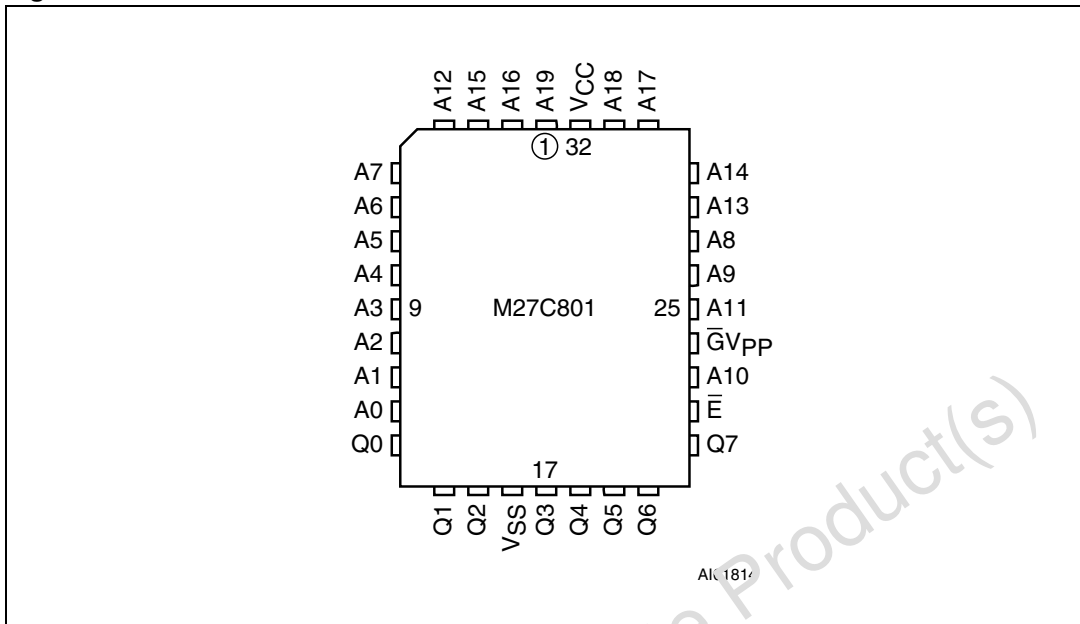 A12 A15 A16 A19 VCC A18 A17
① 32
A7 A14
A6 A13
A5 A8
A4 A9
A3 9 M27C801 25 A11
A2 G̅VPP
A1 A10
A0 E̅
Q0 Q7
17
Q1 Q2 VSS Q3 Q4 Q5 Q6
Product(s)